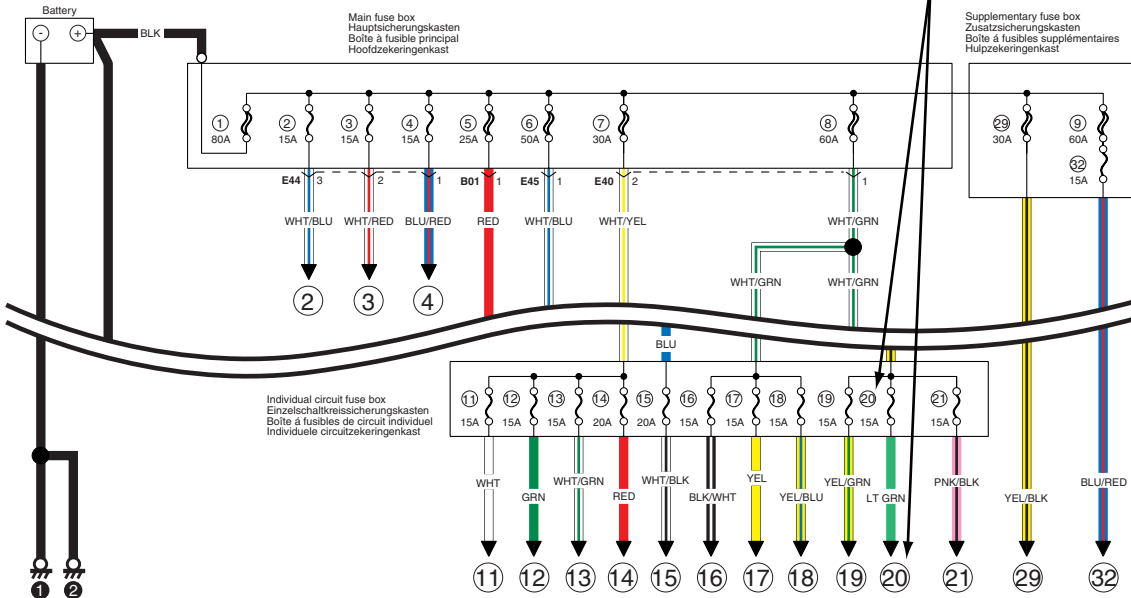 Battery
- +
BLK
Main fuse box
Hauptsicherungskasten
Boîte à fusible principal
Hoofdzekeringenkast
Supplementary fuse box
Zusatzsicherungskasten
Boîte á fusibles supplémentaires
Hulpzekeringenkast
1 2 3 4 5 6 7 8 29 9
80A 15A 15A 15A 25A 50A 30A 60A 30A 60A
32
15A
E44 3 2 1 B01 1 E45 1 E40 2 1
WHT/BLU WHT/RED BLU/RED RED WHT/BLU WHT/YEL WHT/GRN
WHT/GRN WHT/GRN
2 3 4
BLU
Individual circuit fuse box
Einzelschaltkreissicherungskasten
Boîte á fusibles de circuit individuel
Individuele circuitzekeringenkast
11 12 13 14 15 16 17 18 19 20 21
15A 15A 15A 20A 20A 15A 15A 15A 15A 15A 15A
WHT GRN WHT/GRN RED WHT/BLK BLK/WHT YEL YEL/BLU YEL/GRN LT GRN PNK/BLK YEL/BLK BLU/RED
11 12 13 14 15 16 17 18 19 20 21 29 32
1 2